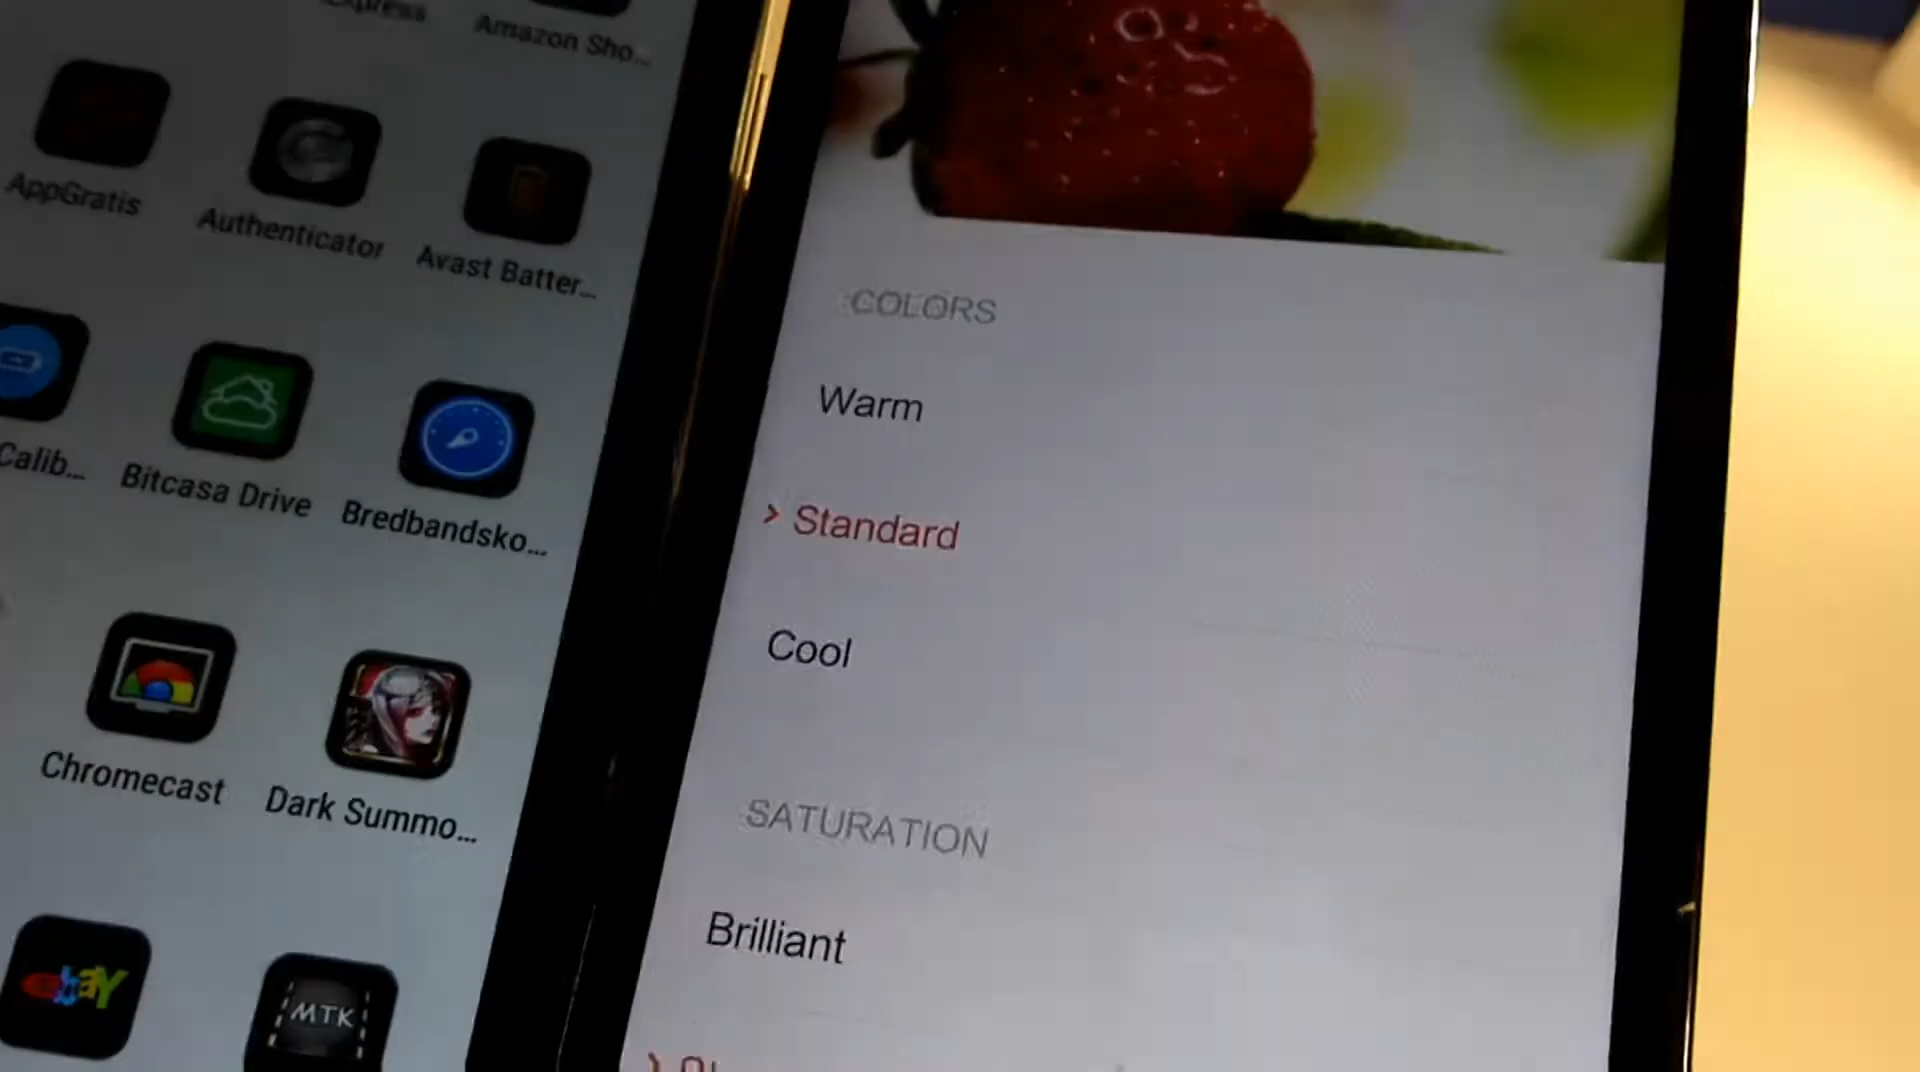 Express
Amazon Sho...
AppGratis
Authenticator
Avast Batter...
Calib...
Bitcasa Drive
Bredbandsko...
Chromecast
Dark Summo...
ebay
MTK
COLORS
Warm
> Standard
Cool
SATURATION
Brilliant